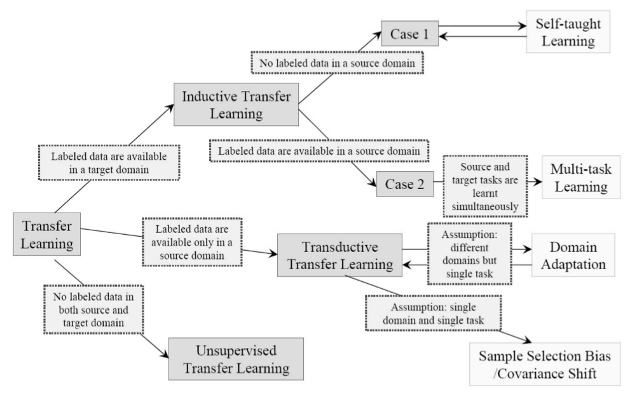 Case 1
Self-taught
Learning
No labeled data in a source domain
Inductive Transfer
Learning
Labeled data are available
in a target domain
Labeled data are available in a source domain
Case 2
Source and
target tasks are
learnt
simultaneously
Multi-task
Learning
Transfer
Learning
Labeled data are
available only in a
source domain
Transductive
Transfer Learning
Assumption:
different
domains but
single task
Domain
Adaptation
No labeled data in
both source and
target domain
Assumption: single
domain and single task
Unsupervised
Transfer Learning
Sample Selection Bias
/Covariance Shift